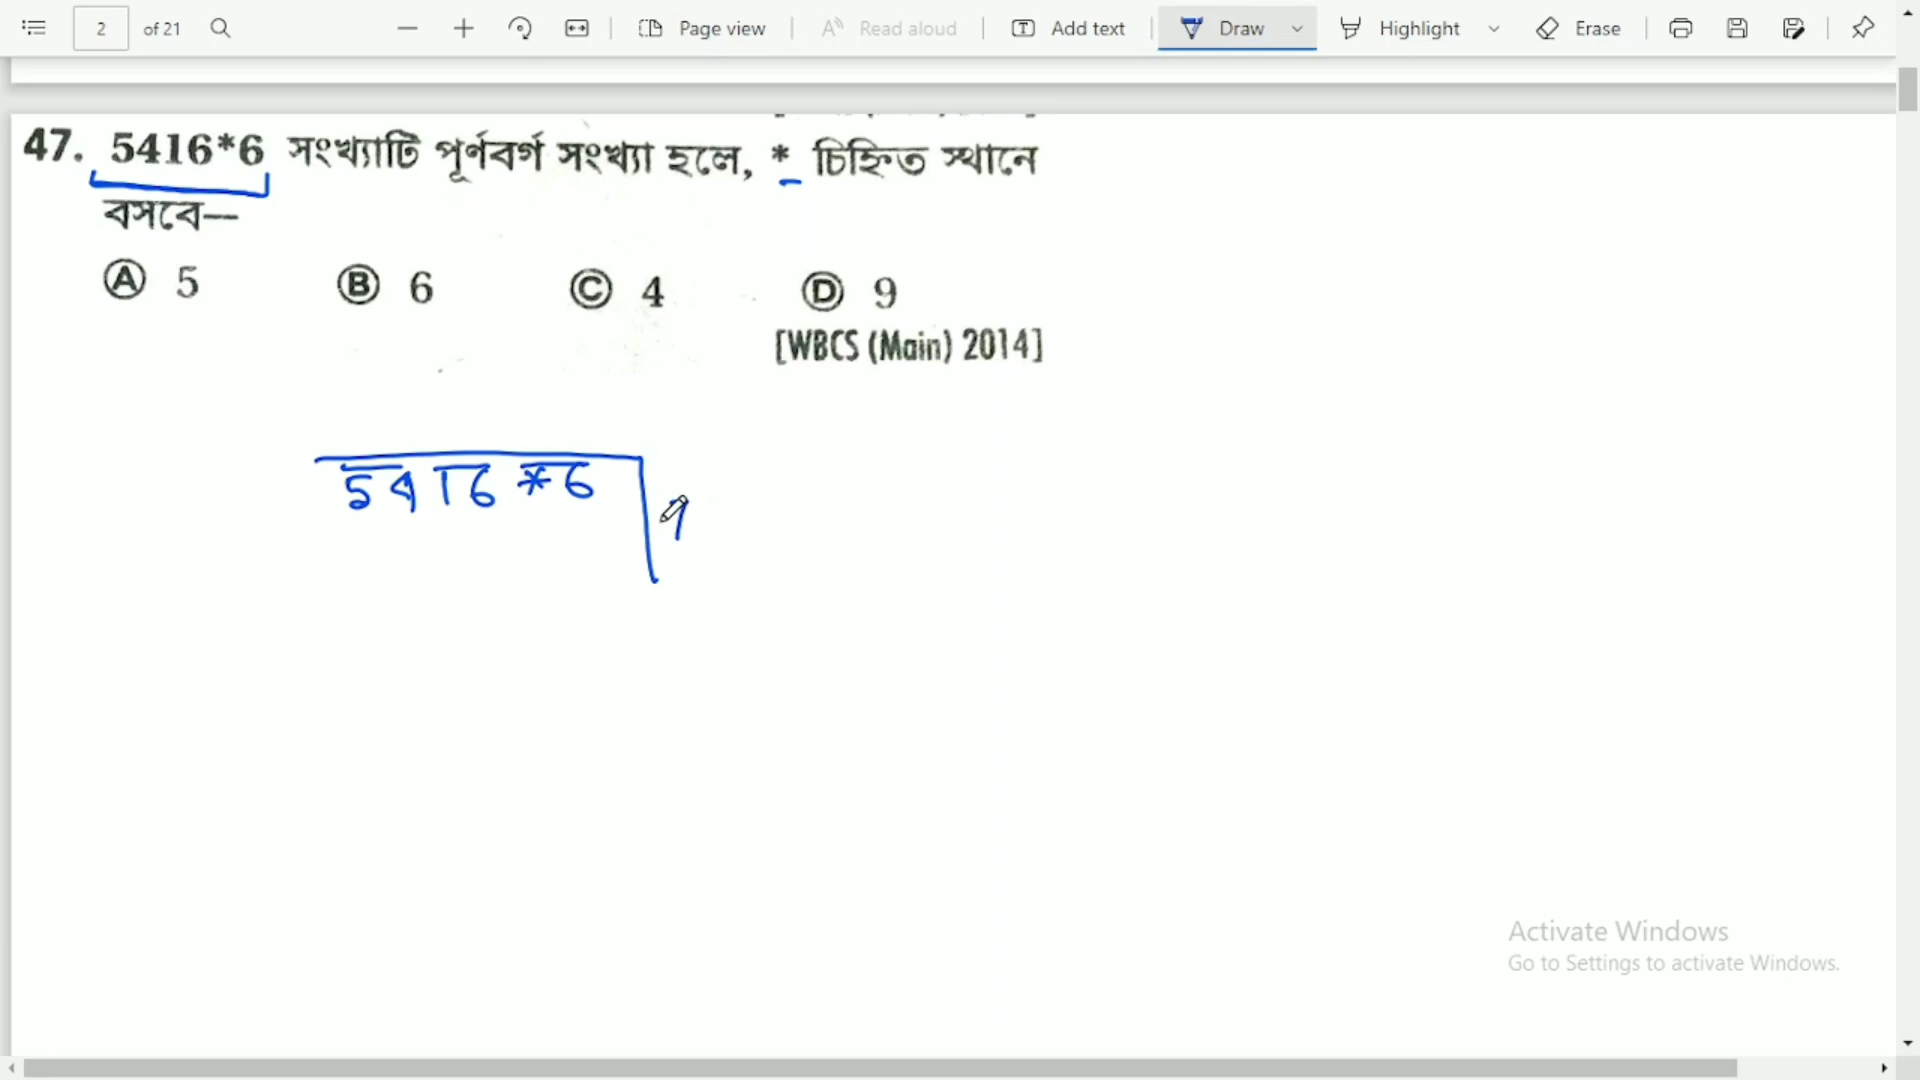 2 of 21 Page view Read aloud Add text Draw Highlight Erase
47. 5416*6 সংখ্যাটি পূর্ণবর্গ সংখ্যা হলে, * চিহ্নিত স্থানে
বসবে—
Ⓐ 5 Ⓑ 6 Ⓒ 4 Ⓓ 9
[WBCS (Main) 2014]
5416*6
Activate Windows
Go to Settings to activate Windows.